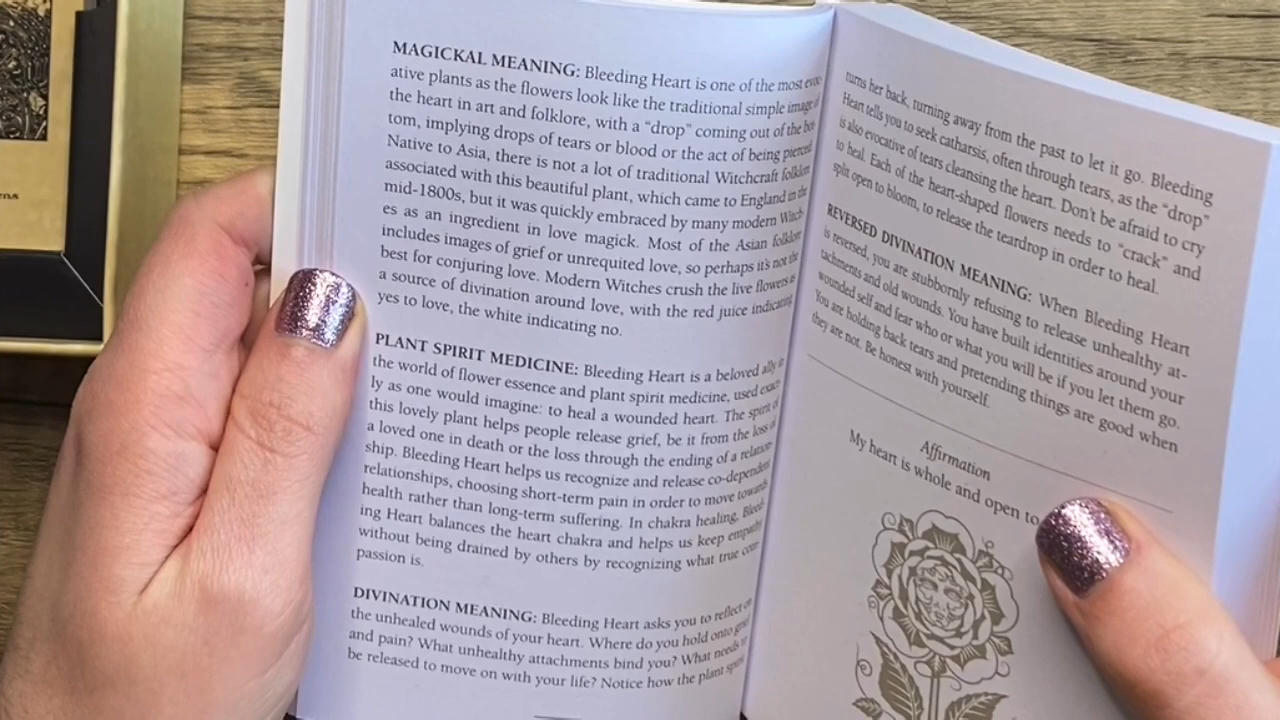 MAGICKAL MEANING: Bleeding Heart is one of the most evoc-
ative plants as the flowers look like the traditional simple image of
the heart in art and folklore, with a “drop” coming out of the bot-
tom, implying drops of tears or blood or the act of being pierced.
Native to Asia, there is not a lot of traditional Witchcraft folklore
associated with this beautiful plant, which came to England in the
mid-1800s, but it was quickly embraced by many modern Witch-
es as an ingredient in love magick. Most of the Asian folklore
includes images of grief or unrequited love, so perhaps it’s not the
best for conjuring love. Modern Witches crush the live flowers as
a source of divination around love, with the red juice indicating
yes to love, the white indicating no.
PLANT SPIRIT MEDICINE: Bleeding Heart is a beloved ally in
the world of flower essence and plant spirit medicine, used exact-
ly as one would imagine: to heal a wounded heart. The spirit of
this lovely plant helps people release grief, be it from the loss of
a loved one in death or the loss through the ending of a relation-
ship. Bleeding Heart helps us recognize and release co-dependent
relationships, choosing short-term pain in order to move towards
health rather than long-term suffering. In chakra healing, Bleed-
ing Heart balances the heart chakra and helps us keep empathy
without being drained by others by recognizing what true com-
passion is.
DIVINATION MEANING: Bleeding Heart asks you to reflect on
the unhealed wounds of your heart. Where do you hold onto grief
and pain? What unhealthy attachments bind you? What needs to
be released to move on with your life? Notice how the plant spirit
turns her back, turning away from the past to let it go. Bleeding
Heart tells you to seek catharsis, often through tears, as the “drop”
is also evocative of tears cleansing the heart. Don’t be afraid to cry
to heal. Each of the heart-shaped flowers needs to “crack” and
split open to bloom, to release the teardrop in order to heal.
REVERSED DIVINATION MEANING: When Bleeding Heart
is reversed, you are stubbornly refusing to release unhealthy at-
tachments and old wounds. You have built identities around your
wounded self and fear who or what you will be if you let them go.
You are holding back tears and pretending things are good when
they are not. Be honest with yourself.
Affirmation
My heart is whole and open to